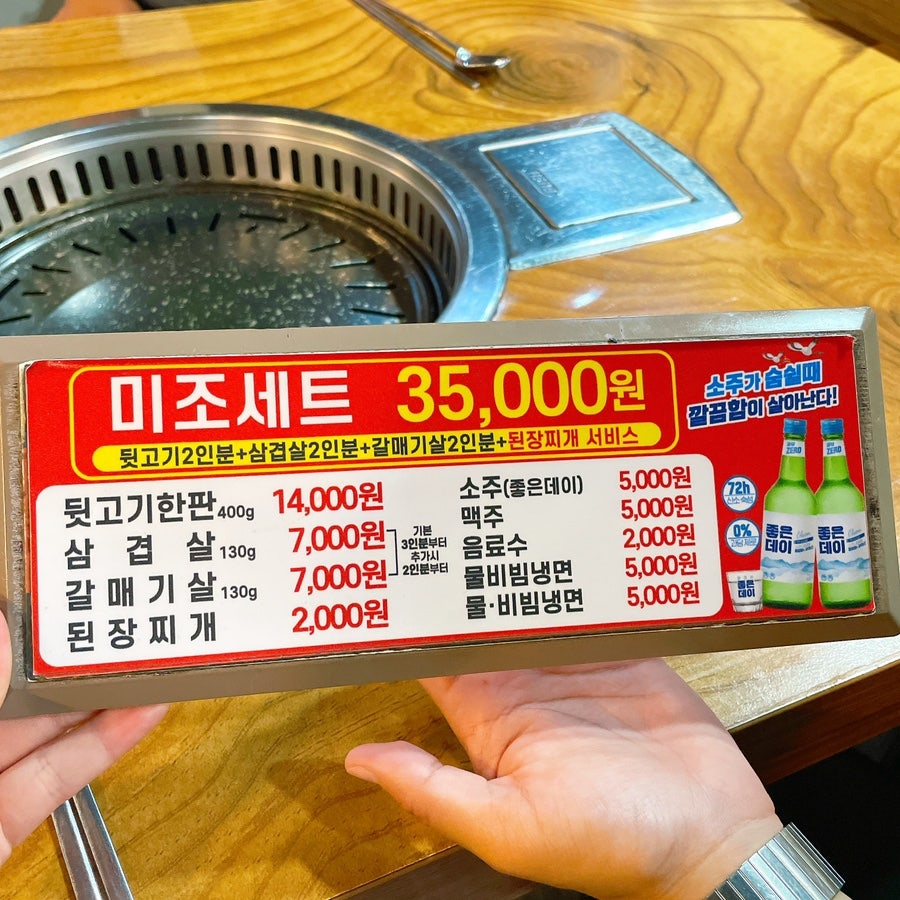 미조세트 35,000원
뒷고기2인분+삼겹살2인분+갈매기살2인분+된장찌개 서비스
뒷고기한판 400g 14,000원
삼겹살 130g 7,000원
갈매기살 130g 7,000원
기본
3인분부터
추가시
2인분부터
된장찌개 2,000원
소주(좋은데이) 5,000원
맥주 5,000원
음료수 2,000원
물비빔냉면 5,000원
물·비빔냉면 5,000원
소주가 숨쉴때
깔끔함이 살아난다!
72h
산소 숙성
0%
ZERO
ZERO
좋은
데이
좋은
데이
좋은
데이